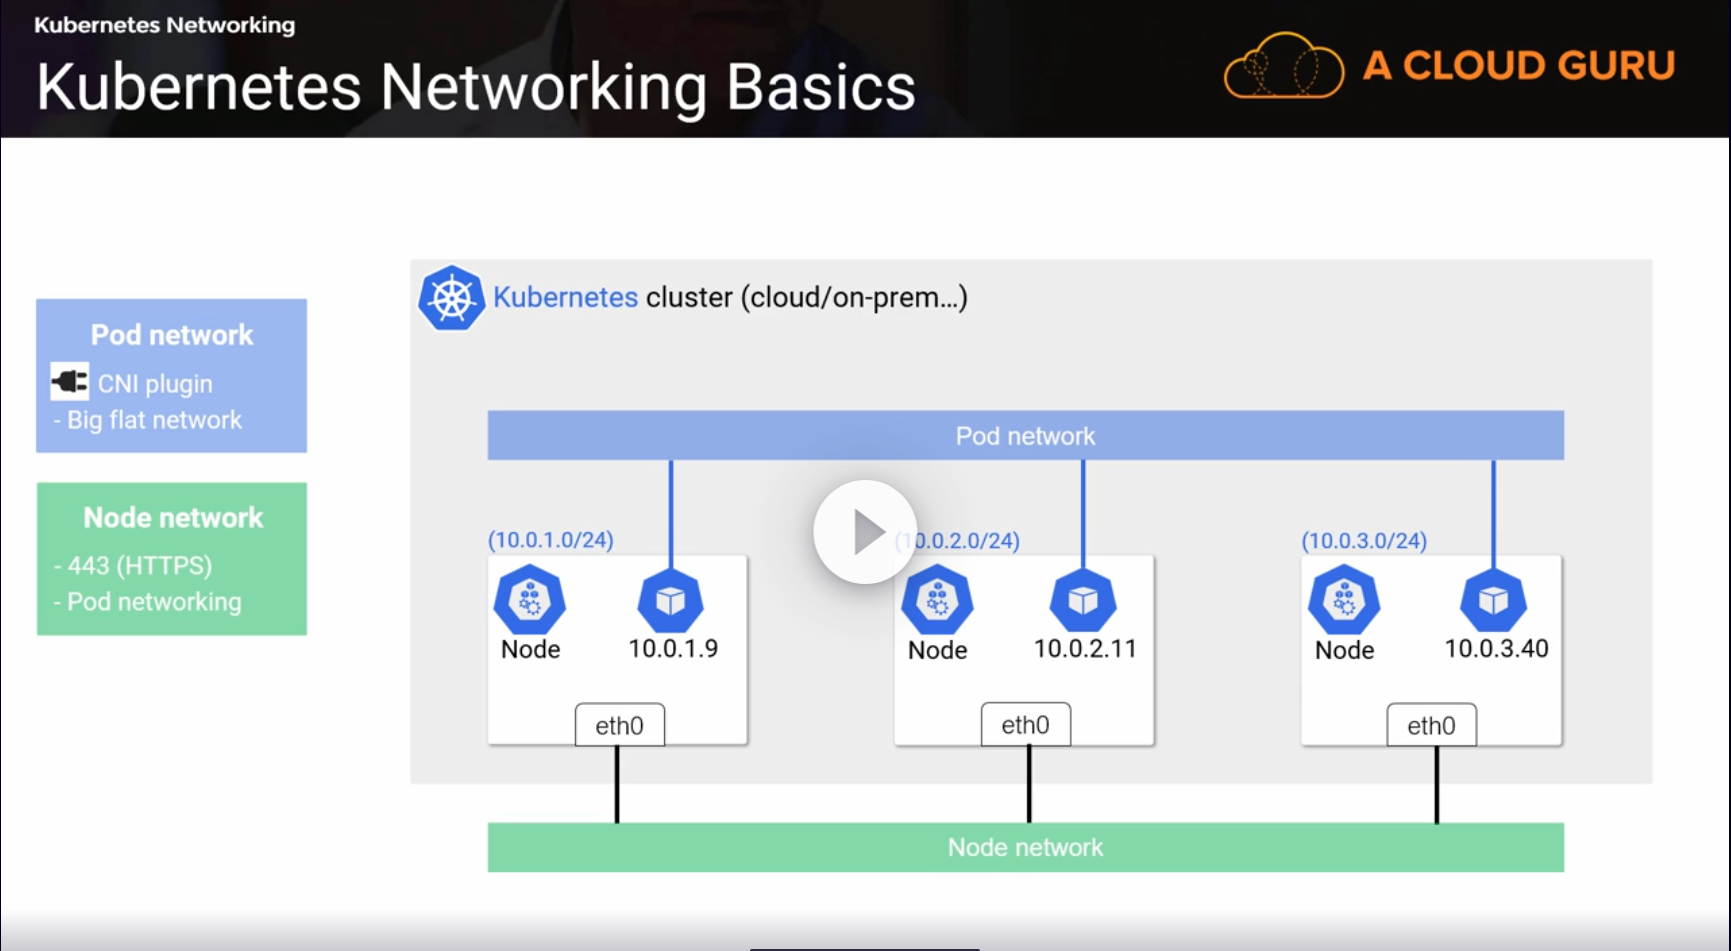 Kubernetes Networking
Kubernetes Networking Basics
A CLOUD GURU
Pod network
CNI plugin
- Big flat network
Node network
- 443 (HTTPS)
- Pod networking
Kubernetes cluster (cloud/on-prem...)
Pod network
(10.0.1.0/24)
Node
10.0.1.9
eth0
(10.0.2.0/24)
Node
10.0.2.11
eth0
(10.0.3.0/24)
Node
10.0.3.40
eth0
Node network